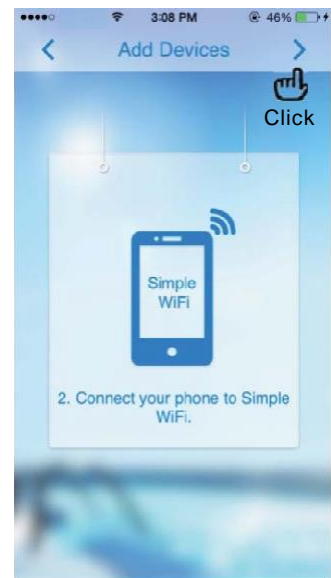 3:08 PM 46%
Add Devices
Click
Simple
WiFi
2. Connect your phone to Simple
WiFi.